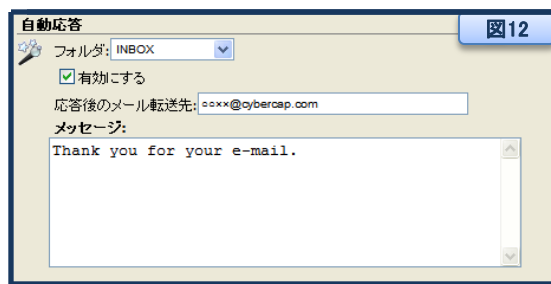 自動応答
図12
フォルダ: INBOX
有効にする
応答後のメール転送先: ∘∘××@cybercap.com
メッセージ:
Thank you for your e-mail.